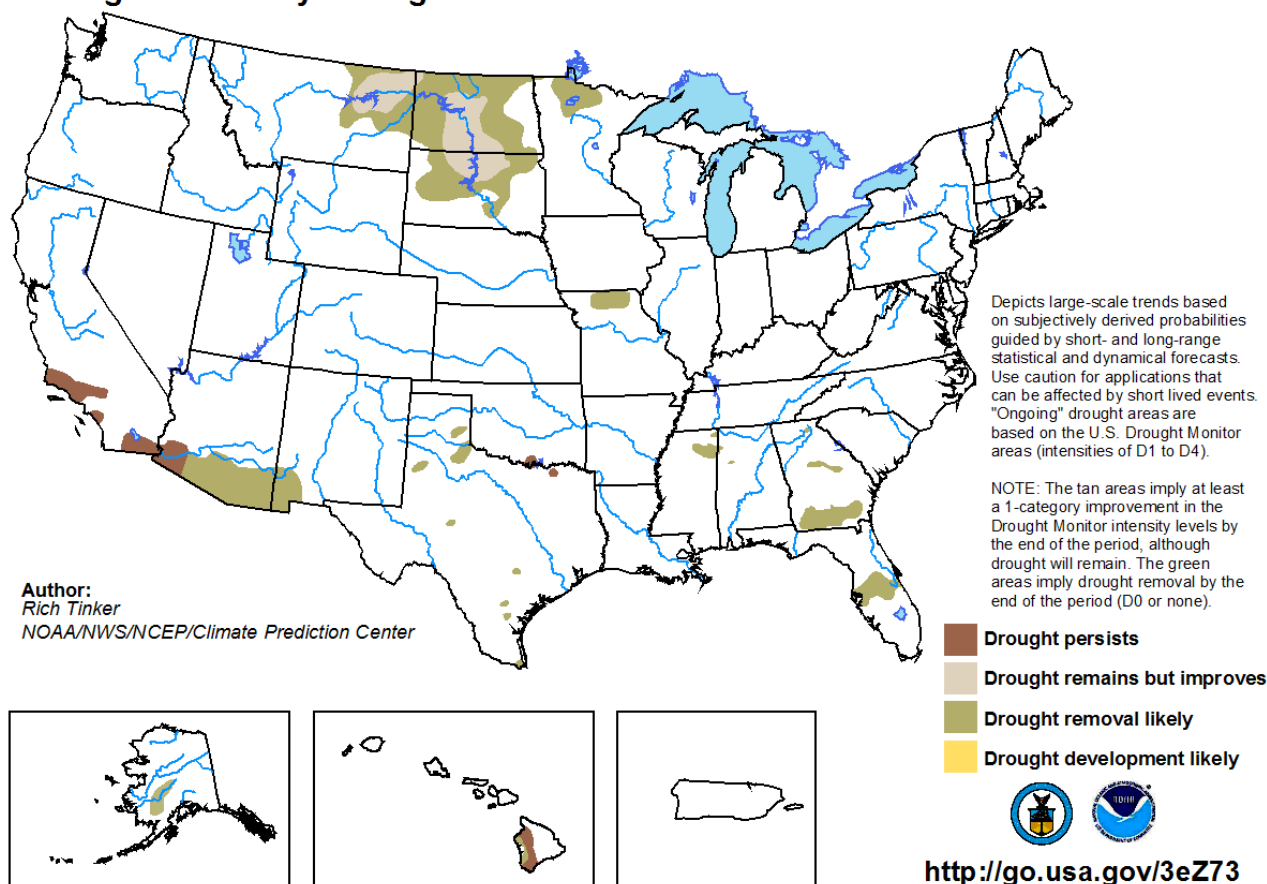 Depicts large-scale trends based
on subjectively derived probabilities
guided by short- and long-range
statistical and dynamical forecasts.
Use caution for applications that
can be affected by short lived events.
"Ongoing" drought areas are
based on the U.S. Drought Monitor
areas (intensities of D1 to D4).
NOTE: The tan areas imply at least
a 1-category improvement in the
Drought Monitor intensity levels by
the end of the period, although
drought will remain. The green
areas imply drought removal by the
end of the period (D0 or none).
Author:
Rich Tinker
NOAA/NWS/NCEP/Climate Prediction Center
Drought persists
Drought remains but improves
Drought removal likely
Drought development likely
http://go.usa.gov/3eZ73